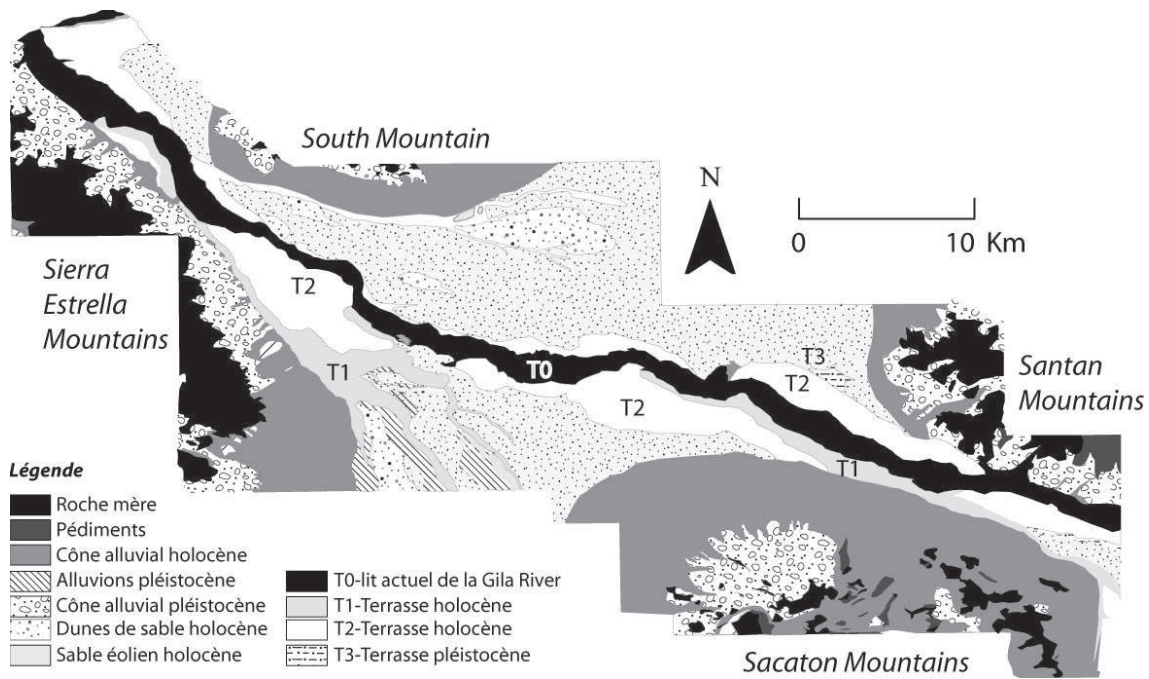 South Mountain
N
0 10 Km
Sierra
Estrella
Mountains
T2
T1
T0
T2
T3
T2
T1
Santan
Mountains
Sacaton Mountains
Légende
Roche mère
Pédiments
Cône alluvial holocène
Alluvions pléistocène
Cône alluvial pléistocène
Dunes de sable holocène
Sable éolien holocène
T0-lit actuel de la Gila River
T1-Terrasse holocène
T2-Terrasse holocène
T3-Terrasse pléistocène